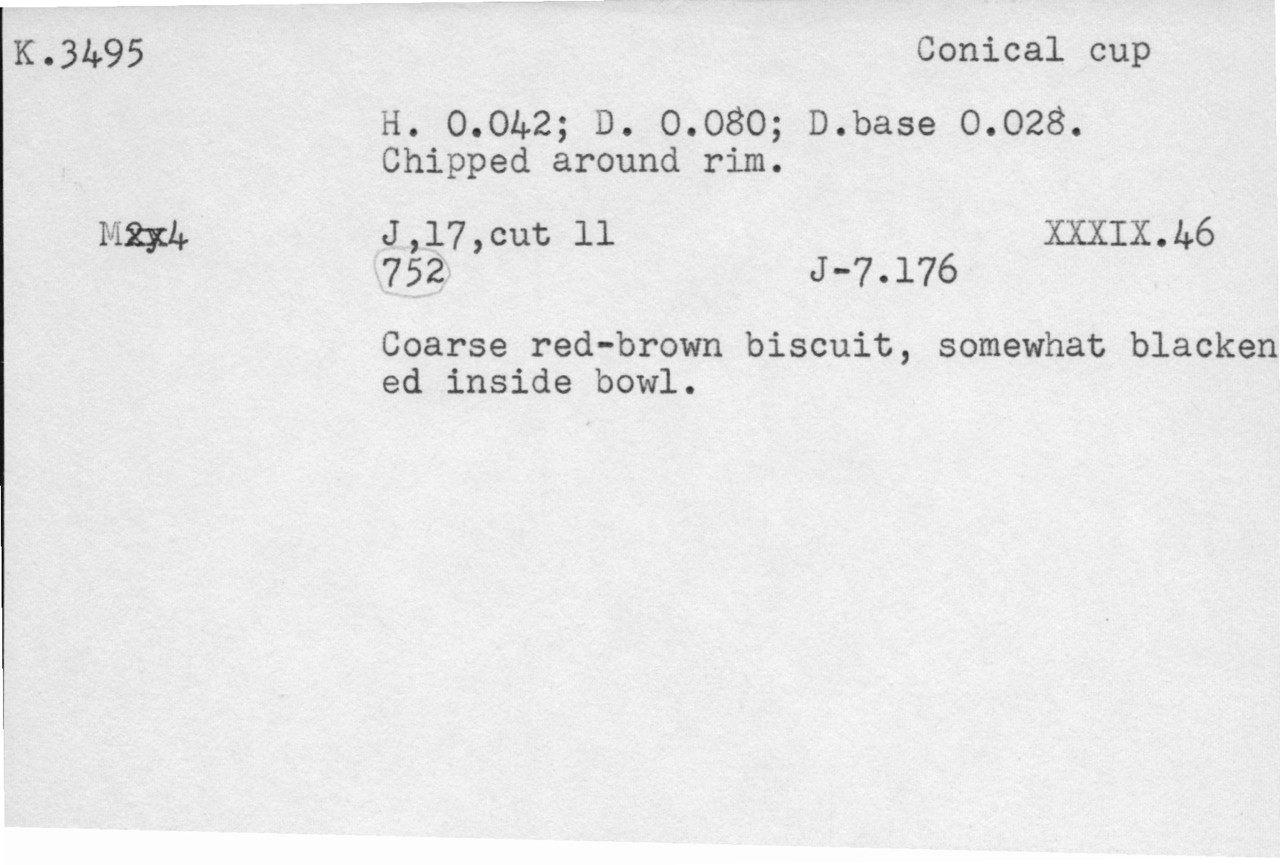 K.3495 Conical cup
H. 0.042; D. 0.080; D.base 0.028.
Chipped around rim.
J,17,cut 11 XXXIX.46
752 J-7.176
Coarse red-brown biscuit, somewhat blacken
ed inside bowl.